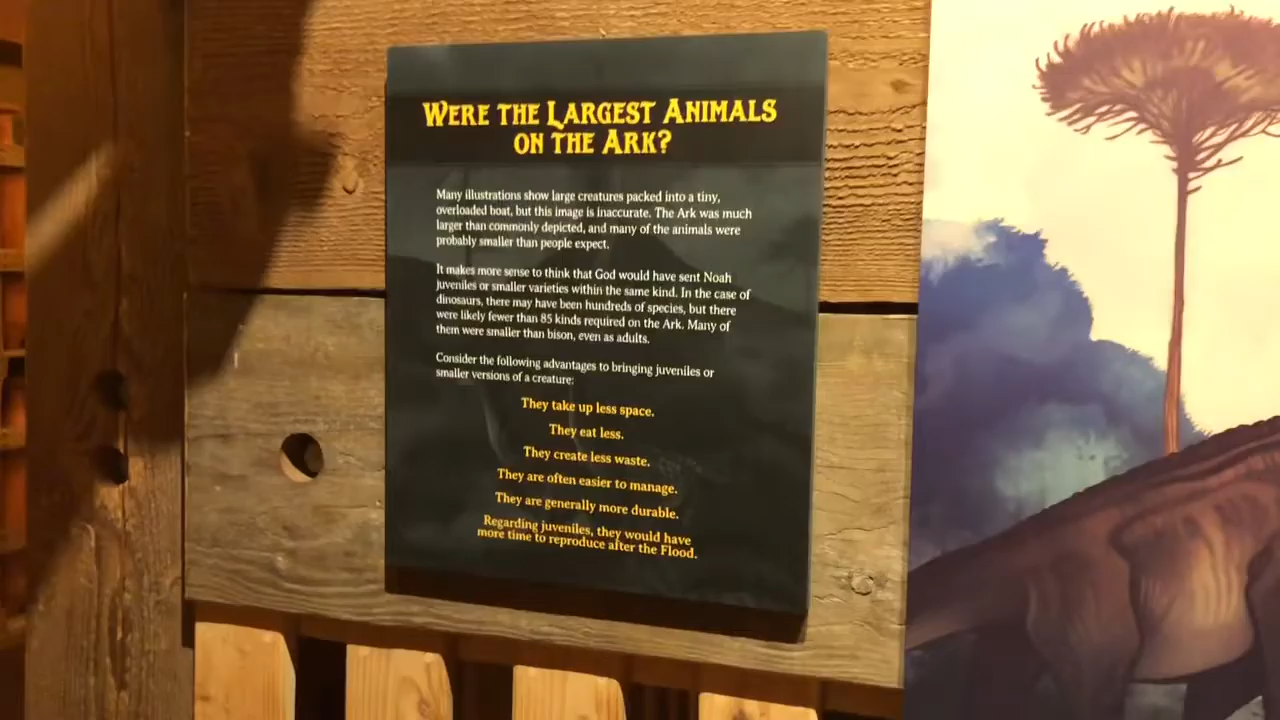 WERE THE LARGEST ANIMALS
ON THE ARK?
Many illustrations show large creatures packed into a tiny,
overloaded boat, but this image is inaccurate. The Ark was much
larger than commonly depicted, and many of the animals were
probably smaller than people expect.
It makes more sense to think that God would have sent Noah
juveniles or smaller varieties within the same kind. In the case of
dinosaurs, there may have been hundreds of species, but there
were likely fewer than 85 kinds required on the Ark. Many of
them were smaller than bison, even as adults.
Consider the following advantages to bringing juveniles or
smaller versions of a creature:
They take up less space.
They eat less.
They create less waste.
They are often easier to manage.
They are generally more durable.
Regarding juveniles, they would have
more time to reproduce after the Flood.